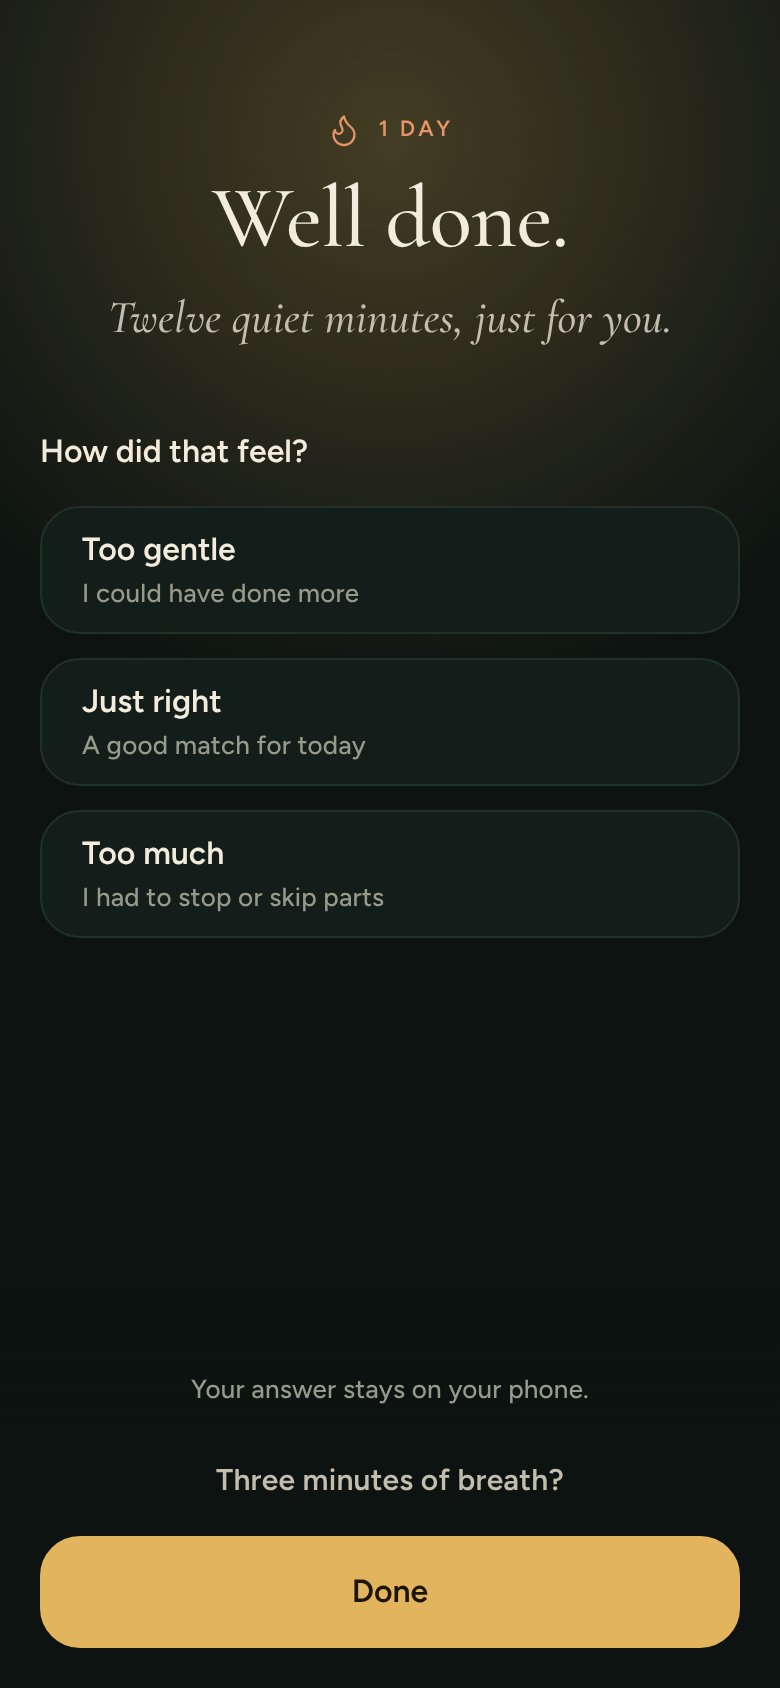 1 DAY
Well done.
Twelve quiet minutes, just for you.
How did that feel?
Too gentle
I could have done more
Just right
A good match for today
Too much
I had to stop or skip parts
Your answer stays on your phone.
Three minutes of breath?
Done